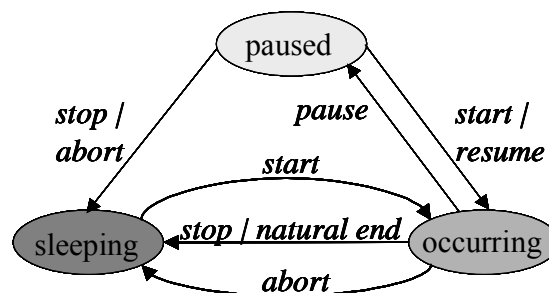 paused
stop |
abort
pause
start |
resume
start
sleeping
stop | natural end
occurring
abort